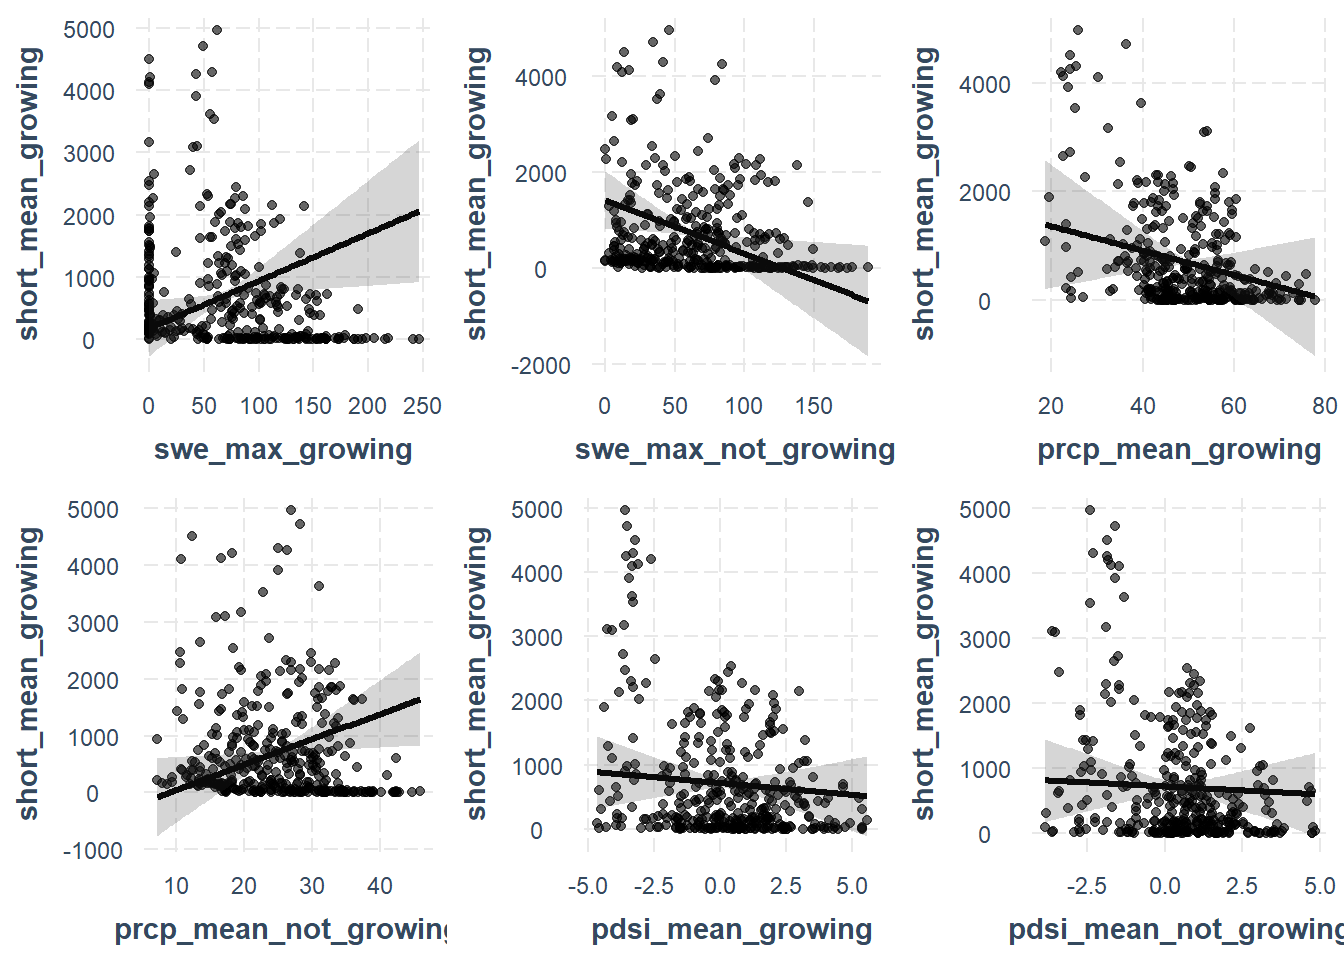 short_mean_growing
5000
4000
3000
2000
1000
0
0 50 100 150 200 250
swe_max_growing
short_mean_growing
4000
2000
0
-2000
0 50 100 150
swe_max_not_growing
short_mean_growing
4000
2000
0
20 40 60 80
prcp_mean_growing
short_mean_growing
5000
4000
3000
2000
1000
0
-1000
10 20 30 40
prcp_mean_not_growing
short_mean_growing
5000
4000
3000
2000
1000
0
-5.0 -2.5 0.0 2.5 5.0
pdsi_mean_growing
short_mean_growing
5000
4000
3000
2000
1000
0
-2.5 0.0 2.5 5.0
pdsi_mean_not_growing